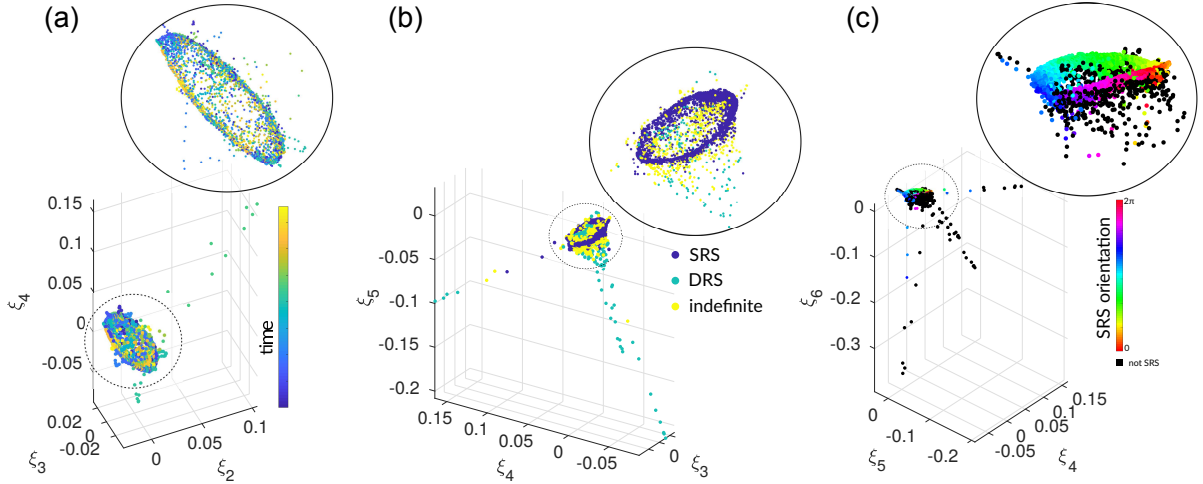 (a)
0.15
0.1
0.05
0
-0.05
ξ4
0.02
0
-0.02
ξ3
0
0.05
0.1
ξ2
time
(b)
0
-0.05
-0.1
-0.15
-0.2
ξ5
0.15
0.1
0.05
0
-0.05
ξ4
0
ξ3
SRS
DRS
indefinite
(c)
0
-0.1
-0.2
-0.3
ξ6
0
-0.1
-0.2
ξ5
-0.05
0
0.05
0.1
0.15
ξ4
2π
SRS orientation
0
not SRS